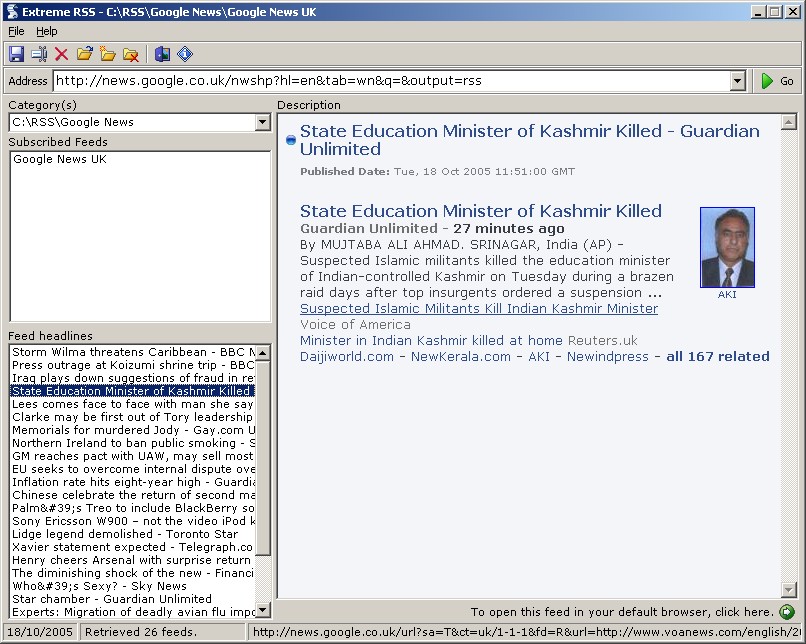 Extreme RSS - C:\RSS\Google News\Google News UK
File Help
Address http://news.google.co.uk/nwshp?hl=en&tab=wn&q=&output=rss Go
Category(s)
C:\RSS\Google News
Subscribed Feeds
Google News UK
Feed headlines
Storm Wilma threatens Caribbean - BBC N
Press outrage at Koizumi shrine trip - BBC
Iraq plays down suggestions of fraud in re
State Education Minister of Kashmir Killed
Lees comes face to face with man she say
Clarke may be first out of Tory leadership
Memorials for murdered Jody - Gay.com U
Northern Ireland to ban public smoking - S
GM reaches pact with UAW, may sell most
EU seeks to overcome internal dispute ove
Inflation rate hits eight-year high - Guardia
Chinese celebrate the return of second ma
Palm&#39;s Treo to include BlackBerry so
Sony Ericsson W900 – not the video iPod k
Lidge legend demolished - Toronto Star
Xavier statement expected - Telegraph.co
Henry cheers Arsenal with surprise return
The diminishing shock of the new - Financi
Who&#39;s Sexy? - Sky News
Star chamber - Guardian Unlimited
Experts: Migration of deadly avian flu impo
Description
State Education Minister of Kashmir Killed - Guardian
Unlimited
Published Date: Tue, 18 Oct 2005 11:51:00 GMT
State Education Minister of Kashmir Killed
Guardian Unlimited - 27 minutes ago
By MUJTABA ALI AHMAD. SRINAGAR, India (AP) -
Suspected Islamic militants killed the education minister
of Indian-controlled Kashmir on Tuesday during a brazen
raid days after top insurgents ordered a suspension ...
Suspected Islamic Militants Kill Indian Kashmir Minister
Voice of America
Minister in Indian Kashmir killed at home Reuters.uk
Daijiworld.com - NewKerala.com - AKI - Newindpress - all 167 related
AKI
To open this feed in your default browser, click here.
18/10/2005 Retrieved 26 feeds. http://news.google.co.uk/url?sa=T&ct=uk/1-1-1&fd=R&url=http://www.voanews.com/english/2